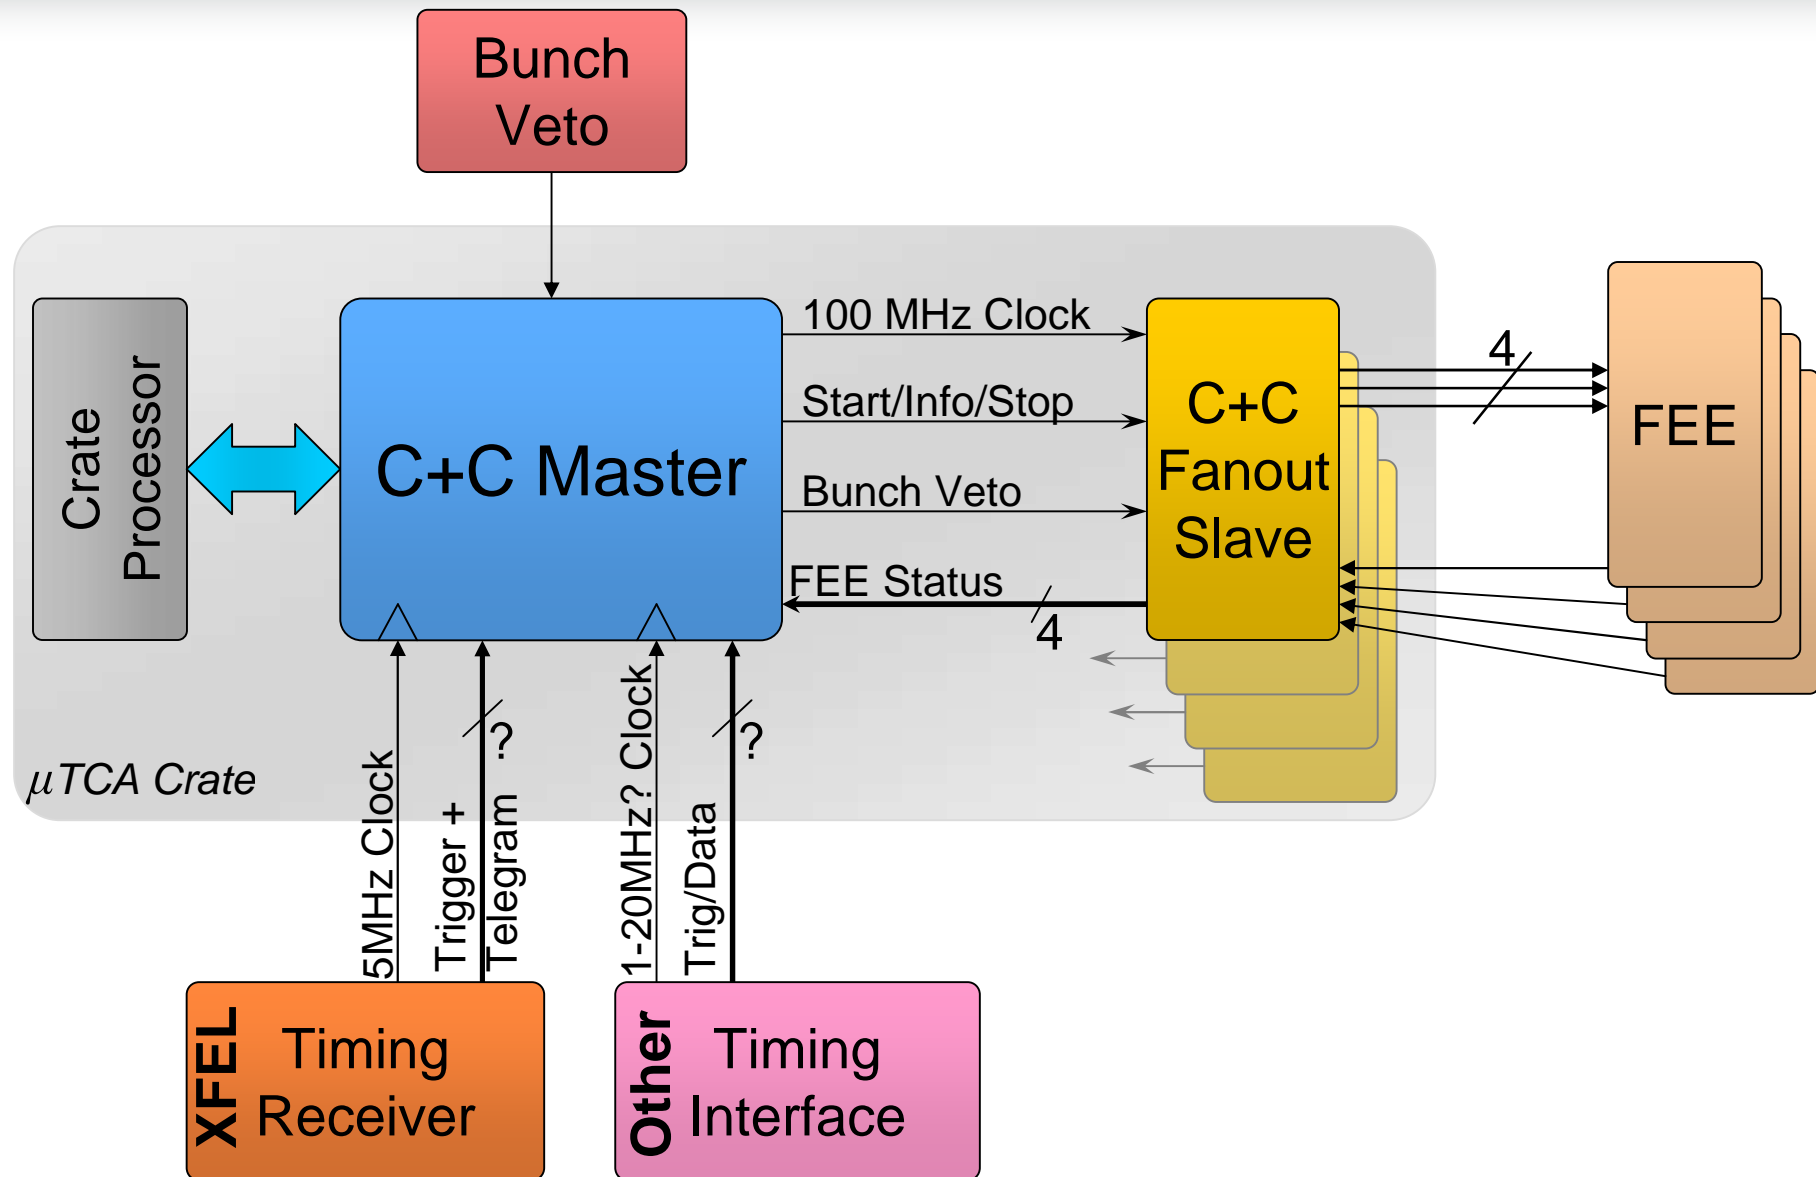 Bunch
Veto
Crate
Processor
C+C Master
100 MHz Clock
Start/Info/Stop
Bunch Veto
FEE Status
4
C+C
Fanout
Slave
4
FEE
μTCA Crate
5MHz Clock
Trigger +
Telegram
?
1-20MHz? Clock
Trig/Data
?
XFEL
Timing
Receiver
Other
Timing
Interface